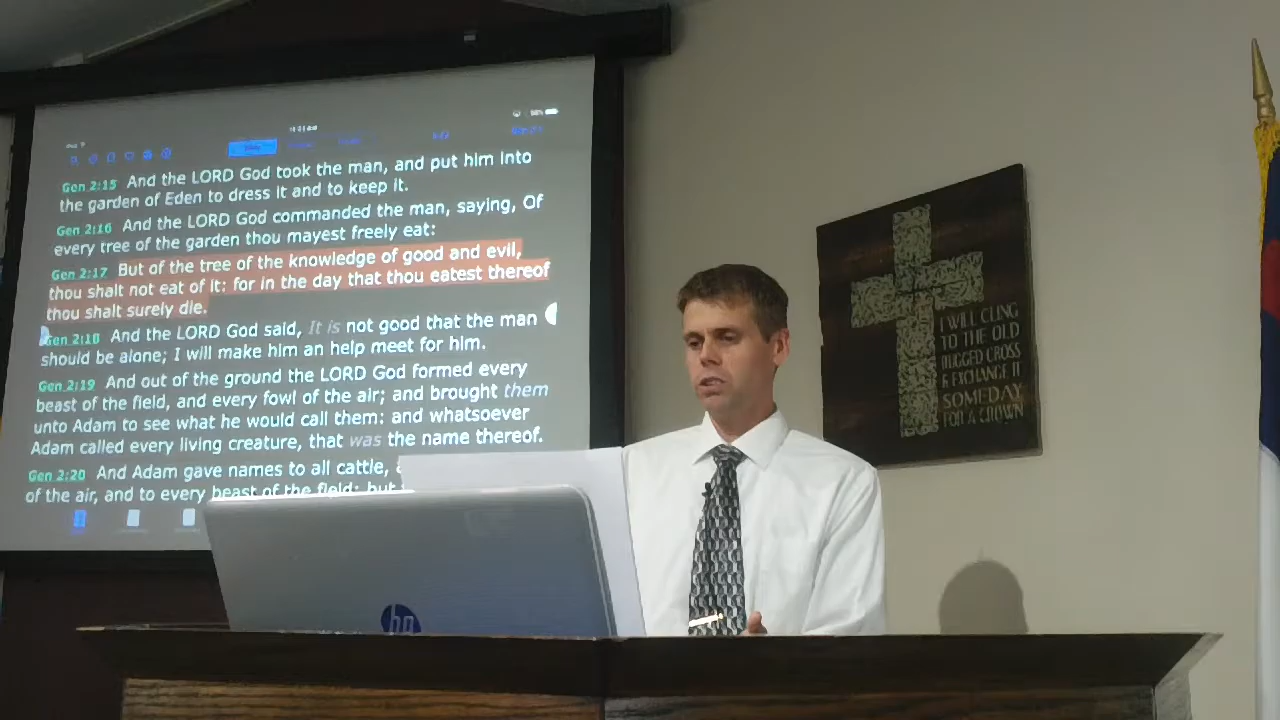 Gen 2:15 And the LORD God took the man, and put him into
the garden of Eden to dress it and to keep it.
Gen 2:16 And the LORD God commanded the man, saying, Of
every tree of the garden thou mayest freely eat:
Gen 2:17 But of the tree of the knowledge of good and evil,
thou shalt not eat of it: for in the day that thou eatest thereof
thou shalt surely die.
Gen 2:18 And the LORD God said, It is not good that the man
should be alone; I will make him an help meet for him.
Gen 2:19 And out of the ground the LORD God formed every
beast of the field, and every fowl of the air; and brought them
unto Adam to see what he would call them: and whatsoever
Adam called every living creature, that was the name thereof.
Gen 2:20 And Adam gave names to all cattle,
of the air, and to every beast of the field; but
hp
I WILL CLING
TO THE OLD
RUGGED CROSS
& EXCHANGE IT
SOMEDAY
FOR A CROWN